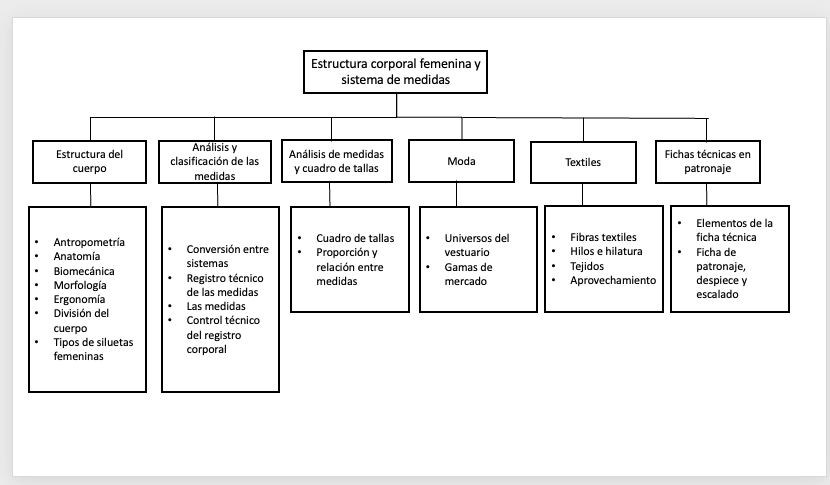 Estructura corporal femenina y
sistema de medidas
Estructura del
cuerpo
Análisis y
clasificación de las
medidas
Análisis de medidas
y cuadro de tallas
Moda
Textiles
Fichas técnicas en
patronaje
• Antropometría
• Anatomía
• Biomecánica
• Morfología
• Ergonomía
• División del
cuerpo
• Tipos de siluetas
femeninas
• Conversión entre
sistemas
• Registro técnico
de las medidas
• Las medidas
• Control técnico
del registro
corporal
• Cuadro de tallas
• Proporción y
relación entre
medidas
• Universos del
vestuario
• Gamas de
mercado
• Fibras textiles
• Hilos e hilatura
• Tejidos
• Aprovechamiento
• Elementos de la
ficha técnica
• Ficha de
patronaje,
despiece y
escalado